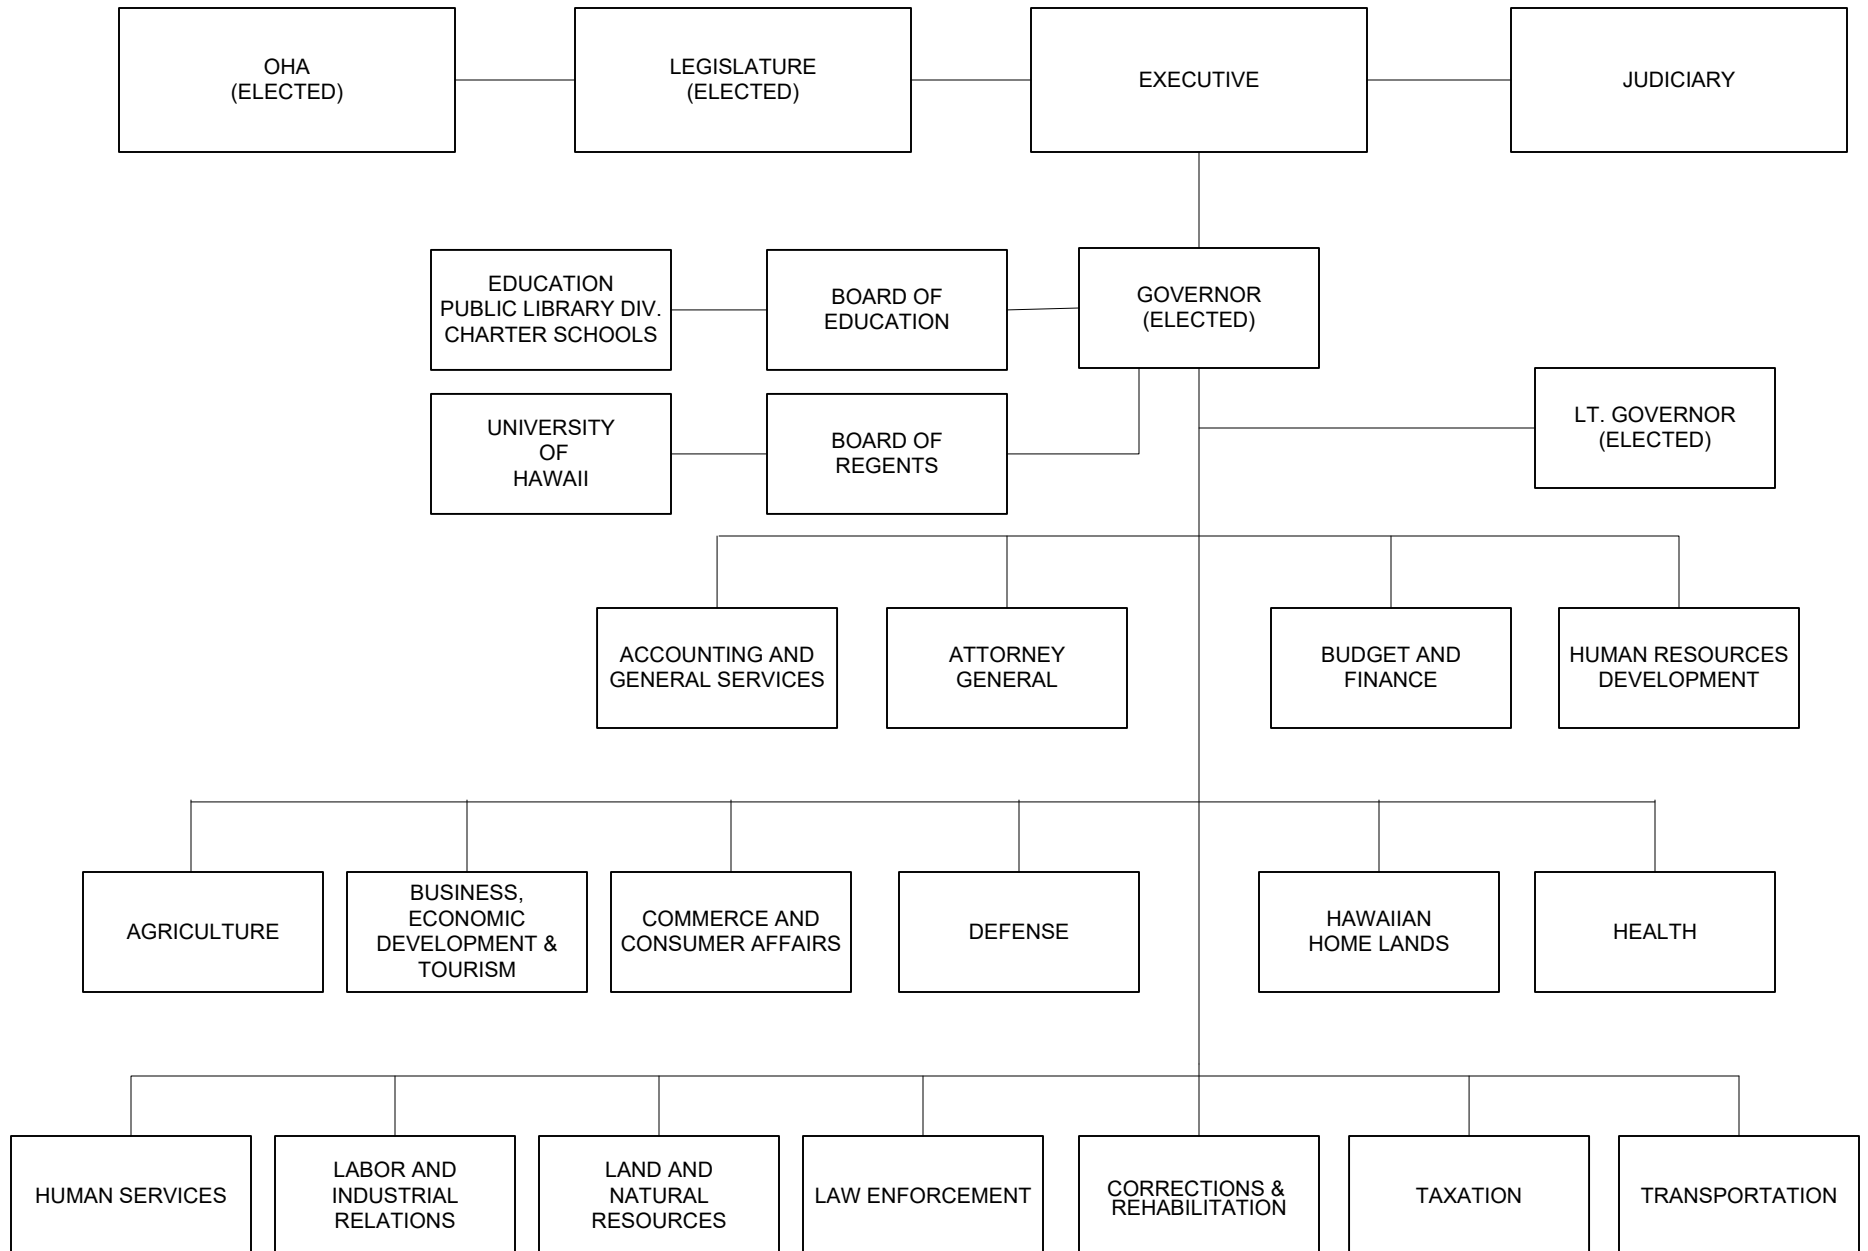 OHA
(ELECTED)
LEGISLATURE
(ELECTED)
EXECUTIVE
JUDICIARY
EDUCATION
PUBLIC LIBRARY DIV.
CHARTER SCHOOLS
BOARD OF
EDUCATION
GOVERNOR
(ELECTED)
UNIVERSITY
OF
HAWAII
BOARD OF
REGENTS
LT. GOVERNOR
(ELECTED)
ACCOUNTING AND
GENERAL SERVICES
ATTORNEY
GENERAL
BUDGET AND
FINANCE
HUMAN RESOURCES
DEVELOPMENT
AGRICULTURE
BUSINESS,
ECONOMIC
DEVELOPMENT &
TOURISM
COMMERCE AND
CONSUMER AFFAIRS
DEFENSE
HAWAIIAN
HOME LANDS
HEALTH
HUMAN SERVICES
LABOR AND
INDUSTRIAL
RELATIONS
LAND AND
NATURAL
RESOURCES
LAW ENFORCEMENT
CORRECTIONS &
REHABILITATION
TAXATION
TRANSPORTATION